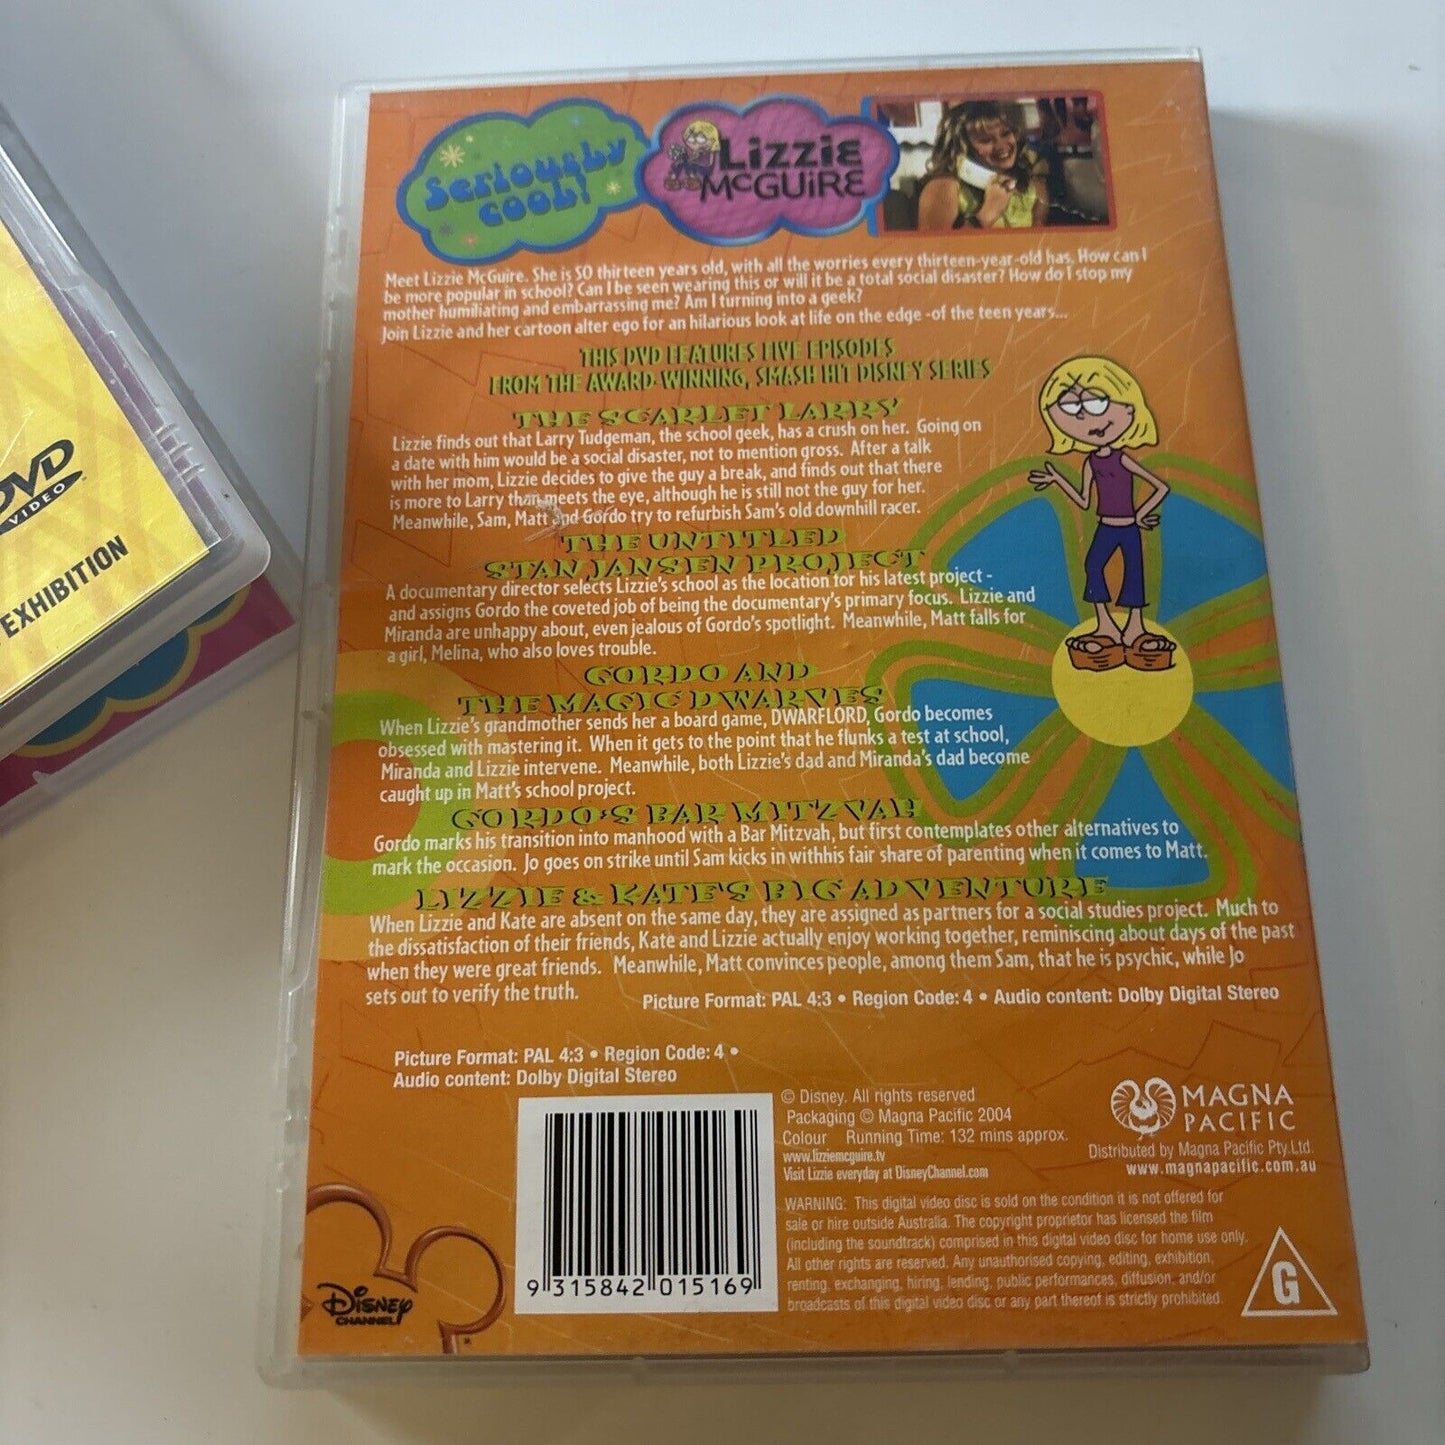 DVD
VIDEO
EXHIBITION
Seriously
cool!
Lizzie
McGuire
Meet Lizzie McGuire. She is SO thirteen years old, with all the worries every thirteen-year-old has. How can I
be more popular in school? Can I be seen wearing this or will it be a total social disaster? How do I stop my
mother humiliating and embarrassing me? Am I turning into a geek?
Join Lizzie and her cartoon alter ego for an hilarious look at life on the edge -of the teen years...
THIS DVD FEATURES FIVE EPISODES
FROM THE AWARD-WINNING, SMASH HIT DISNEY SERIES
THE SCARLET LARRY
Lizzie finds out that Larry Tudgeman, the school geek, has a crush on her. Going on
a date with him would be a social disaster, not to mention gross. After a talk
with her mom, Lizzie decides to give the guy a break, and finds out that there
is more to Larry than meets the eye, although he is still not the guy for her.
Meanwhile, Sam, Matt and Gordo try to refurbish Sam's old downhill racer.
THE UNTITLED
STAN JANSEN PROJECT
A documentary director selects Lizzie's school as the location for his latest project -
and assigns Gordo the coveted job of being the documentary's primary focus. Lizzie and
Miranda are unhappy about, even jealous of Gordo's spotlight. Meanwhile, Matt falls for
a girl, Melina, who also loves trouble.
GORDO AND
THE MAGIC DWARVES
When Lizzie's grandmother sends her a board game, DWARFLORD, Gordo becomes
obsessed with mastering it. When it gets to the point that he flunks a test at school,
Miranda and Lizzie intervene. Meanwhile, both Lizzie's dad and Miranda's dad become
caught up in Matt's school project.
GORDO'S BAR MITZVAH
Gordo marks his transition into manhood with a Bar Mitzvah, but first contemplates other alternatives to
mark the occasion. Jo goes on strike until Sam kicks in withhis fair share of parenting when it comes to Matt.
LIZZIE & KATE'S BIG ADVENTURE
When Lizzie and Kate are absent on the same day, they are assigned as partners for a social studies project. Much to
the dissatisfaction of their friends, Kate and Lizzie actually enjoy working together, reminiscing about days of the past
when they were great friends. Meanwhile, Matt convinces people, among them Sam, that he is psychic, while Jo
sets out to verify the truth.
Picture Format: PAL 4:3 • Region Code: 4 • Audio content: Dolby Digital Stereo
Picture Format: PAL 4:3 • Region Code: 4 •
Audio content: Dolby Digital Stereo
© Disney. All rights reserved
Packaging © Magna Pacific 2004
Colour Running Time: 132 mins approx.
www.lizziemcguire.tv
Visit Lizzie everyday at DisneyChannel.com
MAGNA
PACIFIC
Distributed by Magna Pacific Pty.Ltd.
www.magnapacific.com.au
WARNING: This digital video disc is sold on the condition it is not offered for
sale or hire outside Australia. The copyright proprietor has licensed the film
(including the soundtrack) comprised in this digital video disc for home use only.
All other rights are reserved. Any unauthorised copying, editing, exhibition,
renting, exchanging, hiring, lending, public performances, diffusion, and/or
broadcasts of this digital video disc or any part thereof is strictly prohibited.
G
9 315842 015169
Disney
CHANNEL